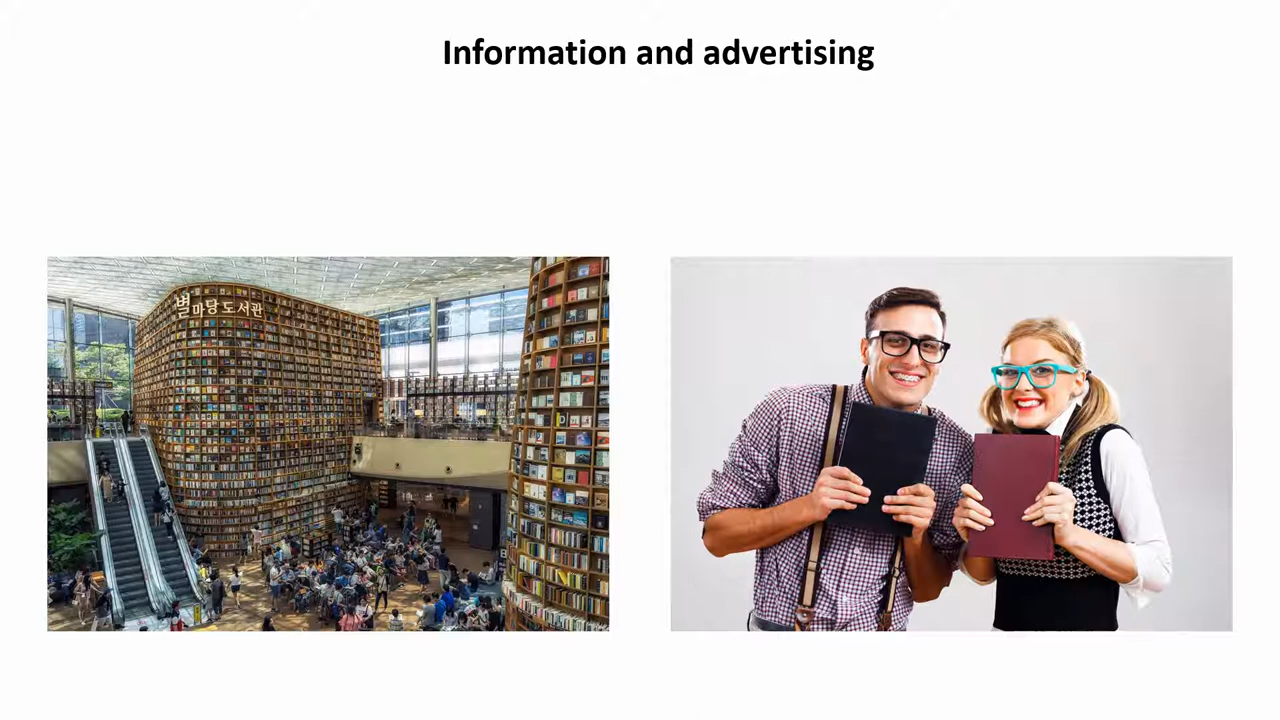 Information and advertising
별마당 도서관